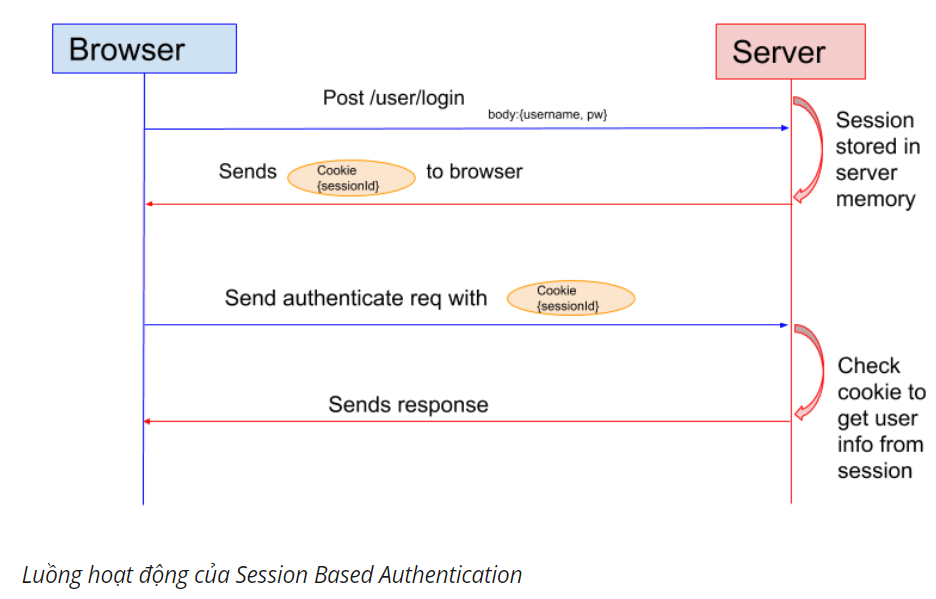 Browser
Server
Post /user/login
body:{username, pw}
Session
stored in
server
memory
Sends
Cookie
{sessionId}
to browser
Send authenticate req with
Cookie
{sessionId}
Check
cookie to
get user
info from
session
Sends response
Luồng hoạt động của Session Based Authentication